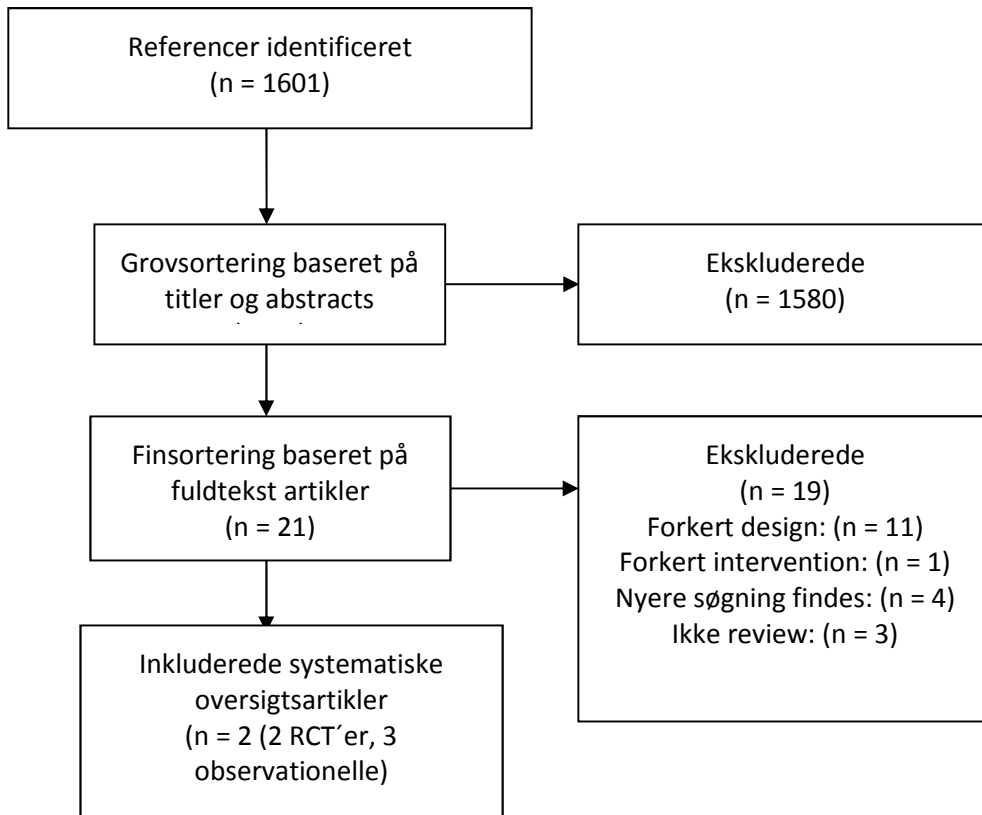 Referencer identificeret
(n = 1601)
Grovsortering baseret på
titler og abstracts
Ekskluderede
(n = 1580)
Finsortering baseret på
fuldtekst artikler
(n = 21)
Ekskluderede
(n = 19)
Forkert design: (n = 11)
Forkert intervention: (n = 1)
Nyere søgning findes: (n = 4)
Ikke review: (n = 3)
Inkluderede systematiske
oversigtsartikler
(n = 2 (2 RCT´er, 3
observationelle)